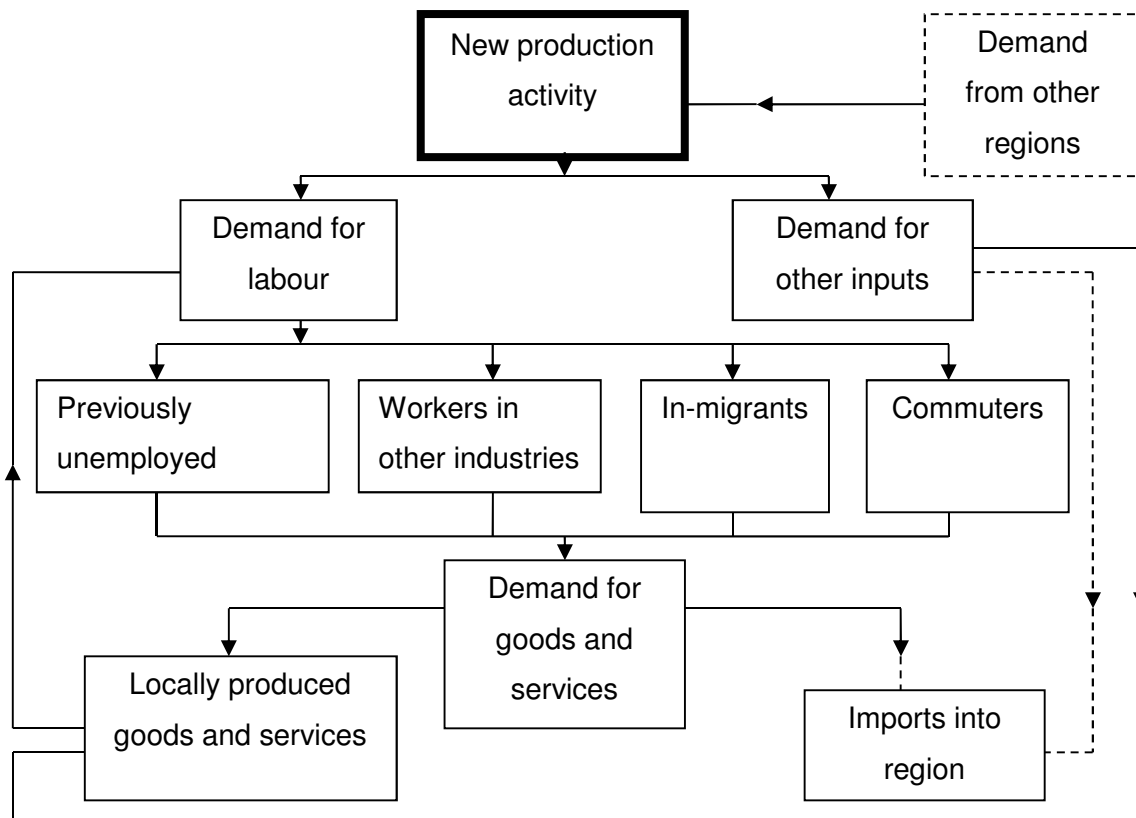 New production
activity
Demand
from other
regions
Demand for
labour
Demand for
other inputs
Previously
unemployed
Workers in
other industries
In-migrants
Commuters
Demand for
goods and
services
Locally produced
goods and services
Imports into
region